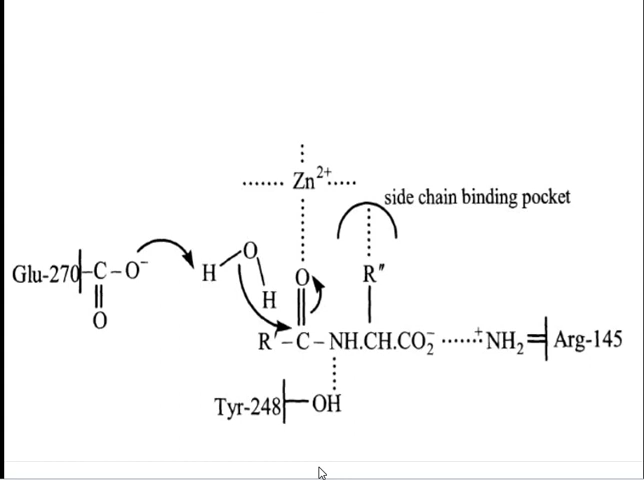 Zn2+
side chain binding pocket
Glu-270 C-O-
O
H O
H
O
R″
R′-C-NH.CH.CO2- +NH2= Arg-145
Tyr-248 OH